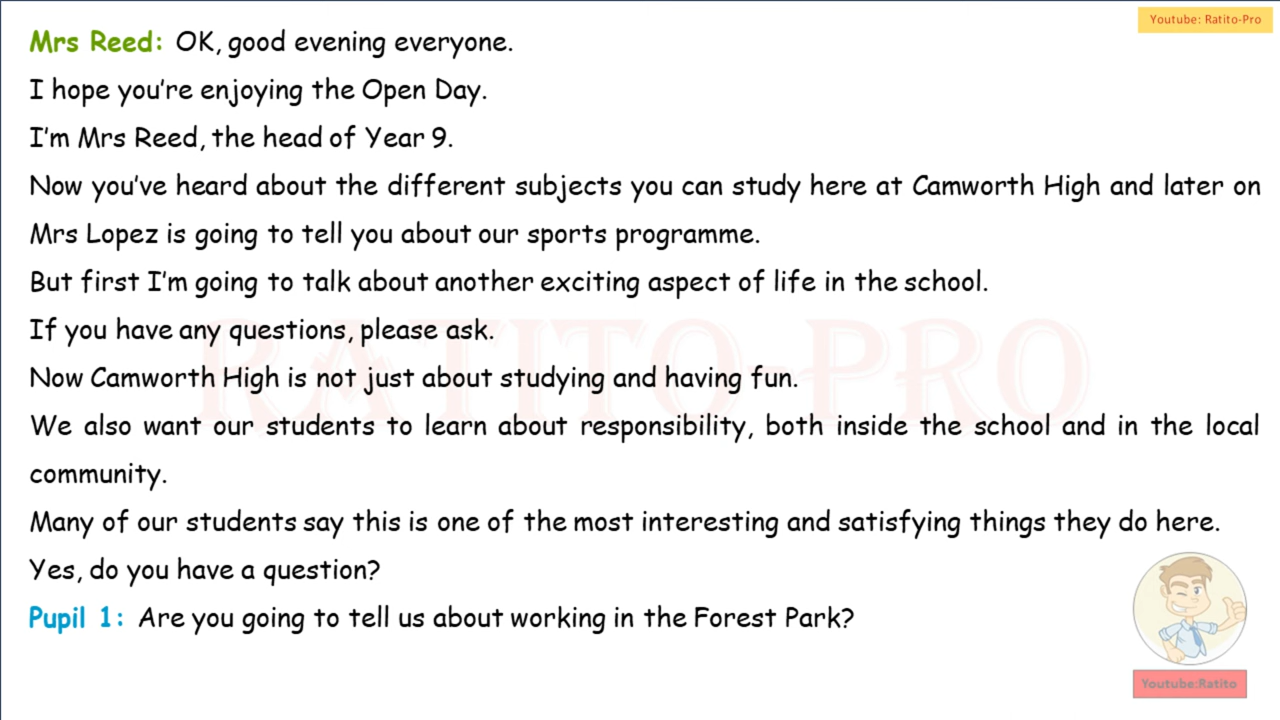 Youtube: Ratito-Pro
Mrs Reed: OK, good evening everyone.
I hope you're enjoying the Open Day.
I'm Mrs Reed, the head of Year 9.
Now you've heard about the different subjects you can study here at Camworth High and later on
Mrs Lopez is going to tell you about our sports programme.
But first I'm going to talk about another exciting aspect of life in the school.
If you have any questions, please ask.
RATITO-PRO
Now Camworth High is not just about studying and having fun.
We also want our students to learn about responsibility, both inside the school and in the local
community.
Many of our students say this is one of the most interesting and satisfying things they do here.
Yes, do you have a question?
Pupil 1: Are you going to tell us about working in the Forest Park?
Youtube:Ratito